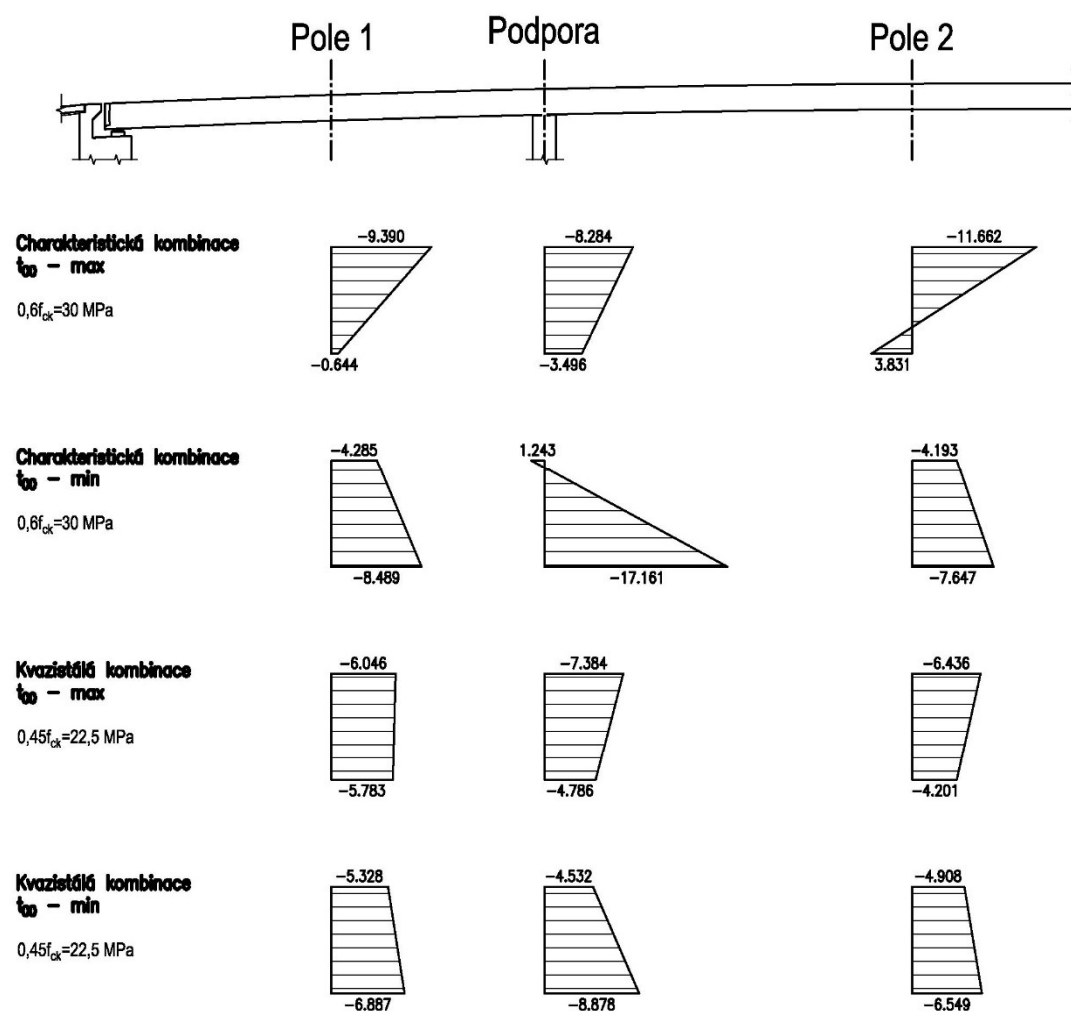 Pole 1 Podpora Pole 2
Charakteristická kombinace
t00 – max
0,6fck=30 MPa
-9.390 -8.284 -11.662
-0.644 -3.496 3.831
Charakteristická kombinace
t00 – min
0,6fck=30 MPa
-4.285 1.243 -4.193
-8.489 -17.161 -7.647
Kvazistálá kombinace
t00 – max
0,45fck=22,5 MPa
-6.046 -7.384 -6.436
-5.783 -4.786 -4.201
Kvazistálá kombinace
t00 – min
0,45fck=22,5 MPa
-5.328 -4.532 -4.908
-6.887 -8.878 -6.549